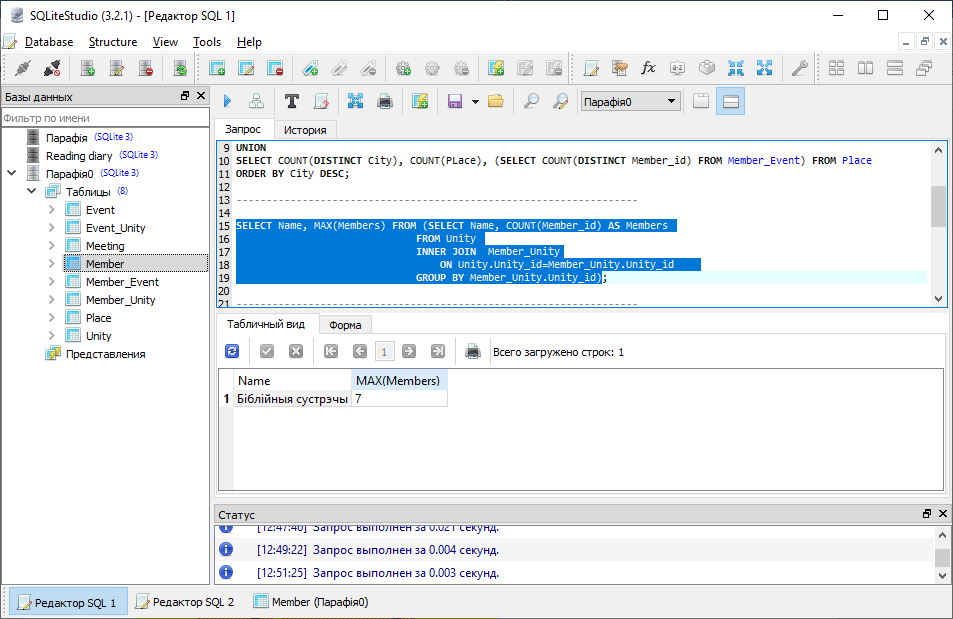 SQLiteStudio (3.2.1) - [Редактор SQL 1]
Database Structure View Tools Help
Базы данных
Фильтр по имени
Парафія (SQLite 3)
Reading diary (SQLite 3)
Парафія0 (SQLite 3)
Таблицы (8)
Event
Event_Unity
Meeting
Member
Member_Event
Member_Unity
Place
Unity
Представления
Парафія0
Запрос История
9 UNION
10 SELECT COUNT(DISTINCT City), COUNT(PLace), (SELECT COUNT(DISTINCT Member_id) FROM Member_Event) FROM Place
11 ORDER BY City DESC;
12
13 -------------------------------------------------------------------
14
15 SELECT Name, MAX(Members) FROM (SELECT Name, COUNT(Member_id) AS Members
16 FROM Unity
17 INNER JOIN Member_Unity
18 ON Unity.Unity_id=Member_Unity.Unity_id
19 GROUP BY Member_Unity.Unity_id);
20
21 -------------------------------------------------------------------
Табличный вид Форма
1 Всего загружено строк: 1
Name MAX(Members)
1 Біблійныя сустрэчы 7
Статус
[12:47:46] Запрос выполнен за 0.021 секунд.
[12:49:22] Запрос выполнен за 0.004 секунд.
[12:51:25] Запрос выполнен за 0.003 секунд.
Редактор SQL 1 Редактор SQL 2 Member (Парафія0)